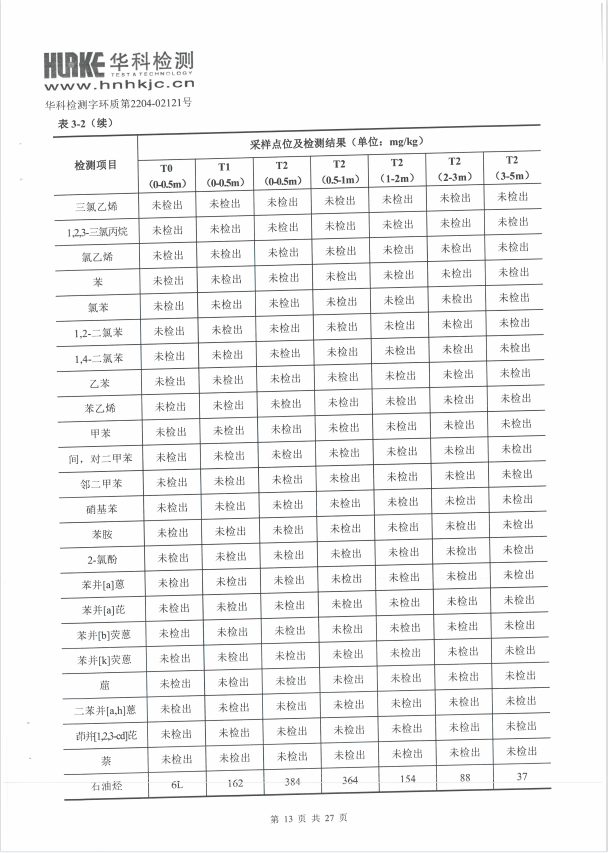 HURKE 华科检测
TEST&TECHNOLOGY
www.hnhkjc.cn
华科检测字环质第2204-02121号
表 3-2（续）
检测项目 采样点位及检测结果（单位：mg/kg）
T0 （0-0.5m） T1 （0-0.5m） T2 （0-0.5m） T2 （0.5-1m） T2 （1-2m） T2 （2-3m） T2 （3-5m）
三氯乙烯 未检出 未检出 未检出 未检出 未检出 未检出 未检出
1,2,3-三氯丙烷 未检出 未检出 未检出 未检出 未检出 未检出 未检出
氯乙烯 未检出 未检出 未检出 未检出 未检出 未检出 未检出
苯 未检出 未检出 未检出 未检出 未检出 未检出 未检出
氯苯 未检出 未检出 未检出 未检出 未检出 未检出 未检出
1,2-二氯苯 未检出 未检出 未检出 未检出 未检出 未检出 未检出
1,4-二氯苯 未检出 未检出 未检出 未检出 未检出 未检出 未检出
乙苯 未检出 未检出 未检出 未检出 未检出 未检出 未检出
苯乙烯 未检出 未检出 未检出 未检出 未检出 未检出 未检出
甲苯 未检出 未检出 未检出 未检出 未检出 未检出 未检出
间，对二甲苯 未检出 未检出 未检出 未检出 未检出 未检出 未检出
邻二甲苯 未检出 未检出 未检出 未检出 未检出 未检出 未检出
硝基苯 未检出 未检出 未检出 未检出 未检出 未检出 未检出
苯胺 未检出 未检出 未检出 未检出 未检出 未检出 未检出
2-氯酚 未检出 未检出 未检出 未检出 未检出 未检出 未检出
苯并[a]蒽 未检出 未检出 未检出 未检出 未检出 未检出 未检出
苯并[a]芘 未检出 未检出 未检出 未检出 未检出 未检出 未检出
苯并[b]荧蒽 未检出 未检出 未检出 未检出 未检出 未检出 未检出
苯并[k]荧蒽 未检出 未检出 未检出 未检出 未检出 未检出 未检出
䓛 未检出 未检出 未检出 未检出 未检出 未检出 未检出
二苯并[a,h]蒽 未检出 未检出 未检出 未检出 未检出 未检出 未检出
茚并[1,2,3-cd]芘 未检出 未检出 未检出 未检出 未检出 未检出 未检出
萘 未检出 未检出 未检出 未检出 未检出 未检出 未检出
石油烃 6L 162 384 364 154 88 37
第 13 页 共 27 页